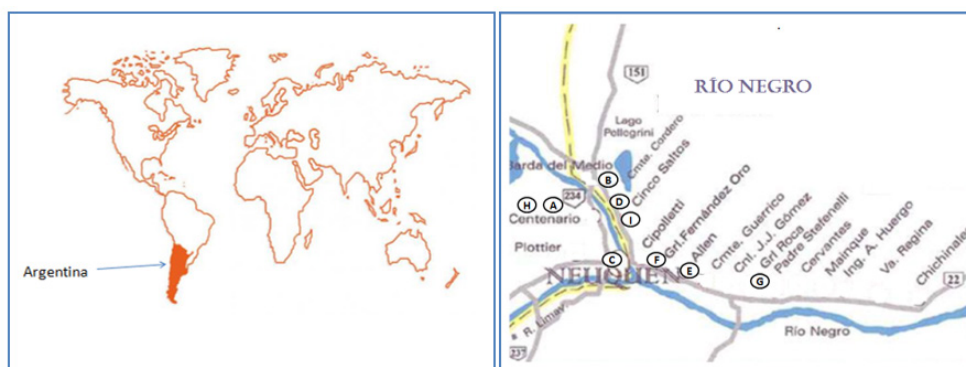 Argentina
RÍO NEGRO
151
Lago
Pellegrini
Barda del Medio
Cmte. Cordero
Cinco Saltos
B
D
I
H
A
234
Centenario
Plottier
Cipolletti
Grl. Fernández Oro
Allen
Cmte. Guerrico
Cnl. J.J. Gómez
Grl Roca
Padre Stefenelli
Cervantes
Mainque
Ing. A. Huergo
Va. Regina
Chichinales
C
F
E
G
NEUQUEN
22
R. Limay
Río Negro
237